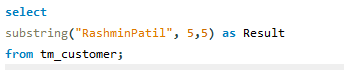 select
substring("RashminPatil", 5,5) as Result
from tm_customer;